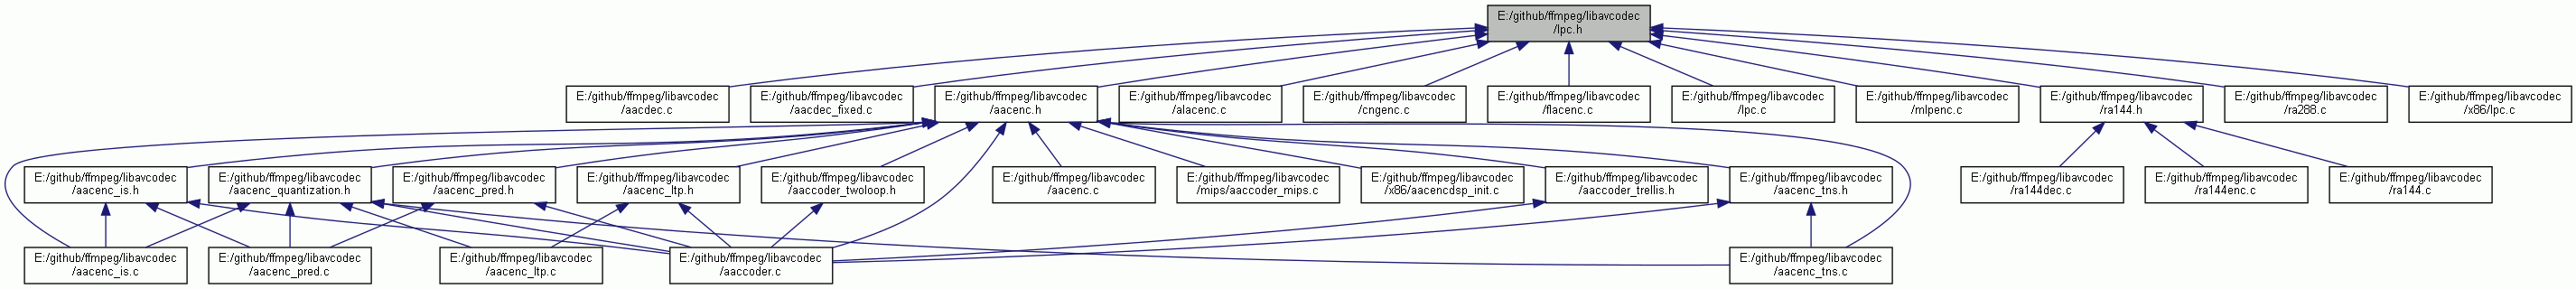 E:/github/ffmpeg/libavcodec
/lpc.h
E:/github/ffmpeg/libavcodec
/aacdec.c
E:/github/ffmpeg/libavcodec
/aacdec_fixed.c
E:/github/ffmpeg/libavcodec
/aacenc.h
E:/github/ffmpeg/libavcodec
/alacenc.c
E:/github/ffmpeg/libavcodec
/cngenc.c
E:/github/ffmpeg/libavcodec
/flacenc.c
E:/github/ffmpeg/libavcodec
/lpc.c
E:/github/ffmpeg/libavcodec
/mlpenc.c
E:/github/ffmpeg/libavcodec
/ra144.h
E:/github/ffmpeg/libavcodec
/ra288.c
E:/github/ffmpeg/libavcodec
/x86/lpc.c
E:/github/ffmpeg/libavcodec
/aacenc_is.h
E:/github/ffmpeg/libavcodec
/aacenc_quantization.h
E:/github/ffmpeg/libavcodec
/aacenc_pred.h
E:/github/ffmpeg/libavcodec
/aacenc_ltp.h
E:/github/ffmpeg/libavcodec
/aaccoder_twoloop.h
E:/github/ffmpeg/libavcodec
/aacenc.c
E:/github/ffmpeg/libavcodec
/mips/aaccoder_mips.c
E:/github/ffmpeg/libavcodec
/x86/aacencdsp_init.c
E:/github/ffmpeg/libavcodec
/aaccoder_trellis.h
E:/github/ffmpeg/libavcodec
/aacenc_tns.h
E:/github/ffmpeg/libavcodec
/ra144dec.c
E:/github/ffmpeg/libavcodec
/ra144enc.c
E:/github/ffmpeg/libavcodec
/ra144.c
E:/github/ffmpeg/libavcodec
/aacenc_is.c
E:/github/ffmpeg/libavcodec
/aacenc_pred.c
E:/github/ffmpeg/libavcodec
/aacenc_ltp.c
E:/github/ffmpeg/libavcodec
/aaccoder.c
E:/github/ffmpeg/libavcodec
/aacenc_tns.c